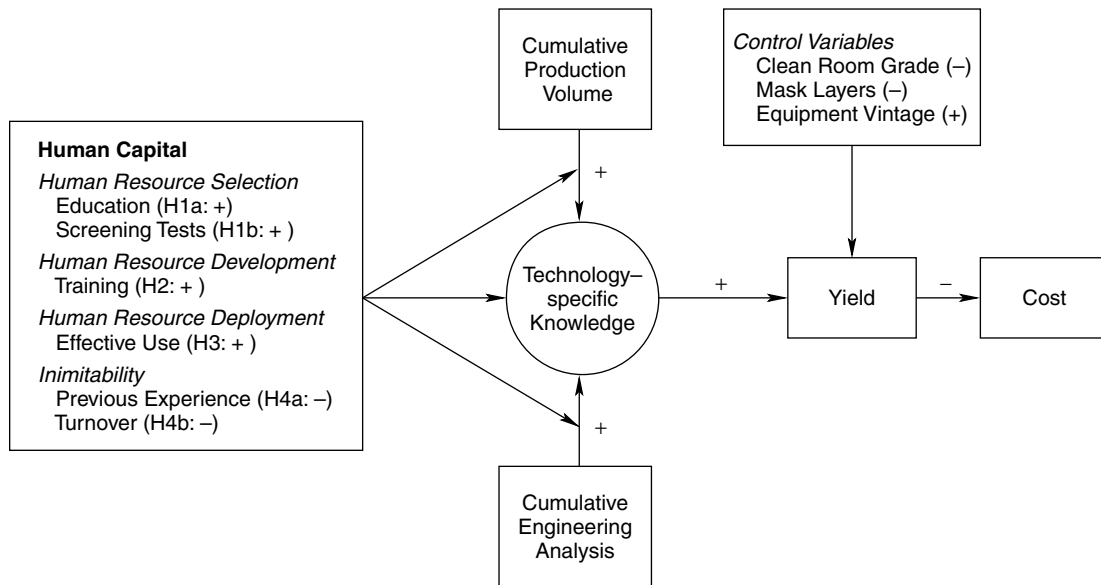 Human Capital
Human Resource Selection
Education (H1a: +)
Screening Tests (H1b: + )
Human Resource Development
Training (H2: + )
Human Resource Deployment
Effective Use (H3: + )
Inimitability
Previous Experience (H4a: –)
Turnover (H4b: –)
Cumulative
Production
Volume
+
Technology–
specific
Knowledge
+
Cumulative
Engineering
Analysis
+
Control Variables
Clean Room Grade (–)
Mask Layers (–)
Equipment Vintage (+)
Yield
–
Cost